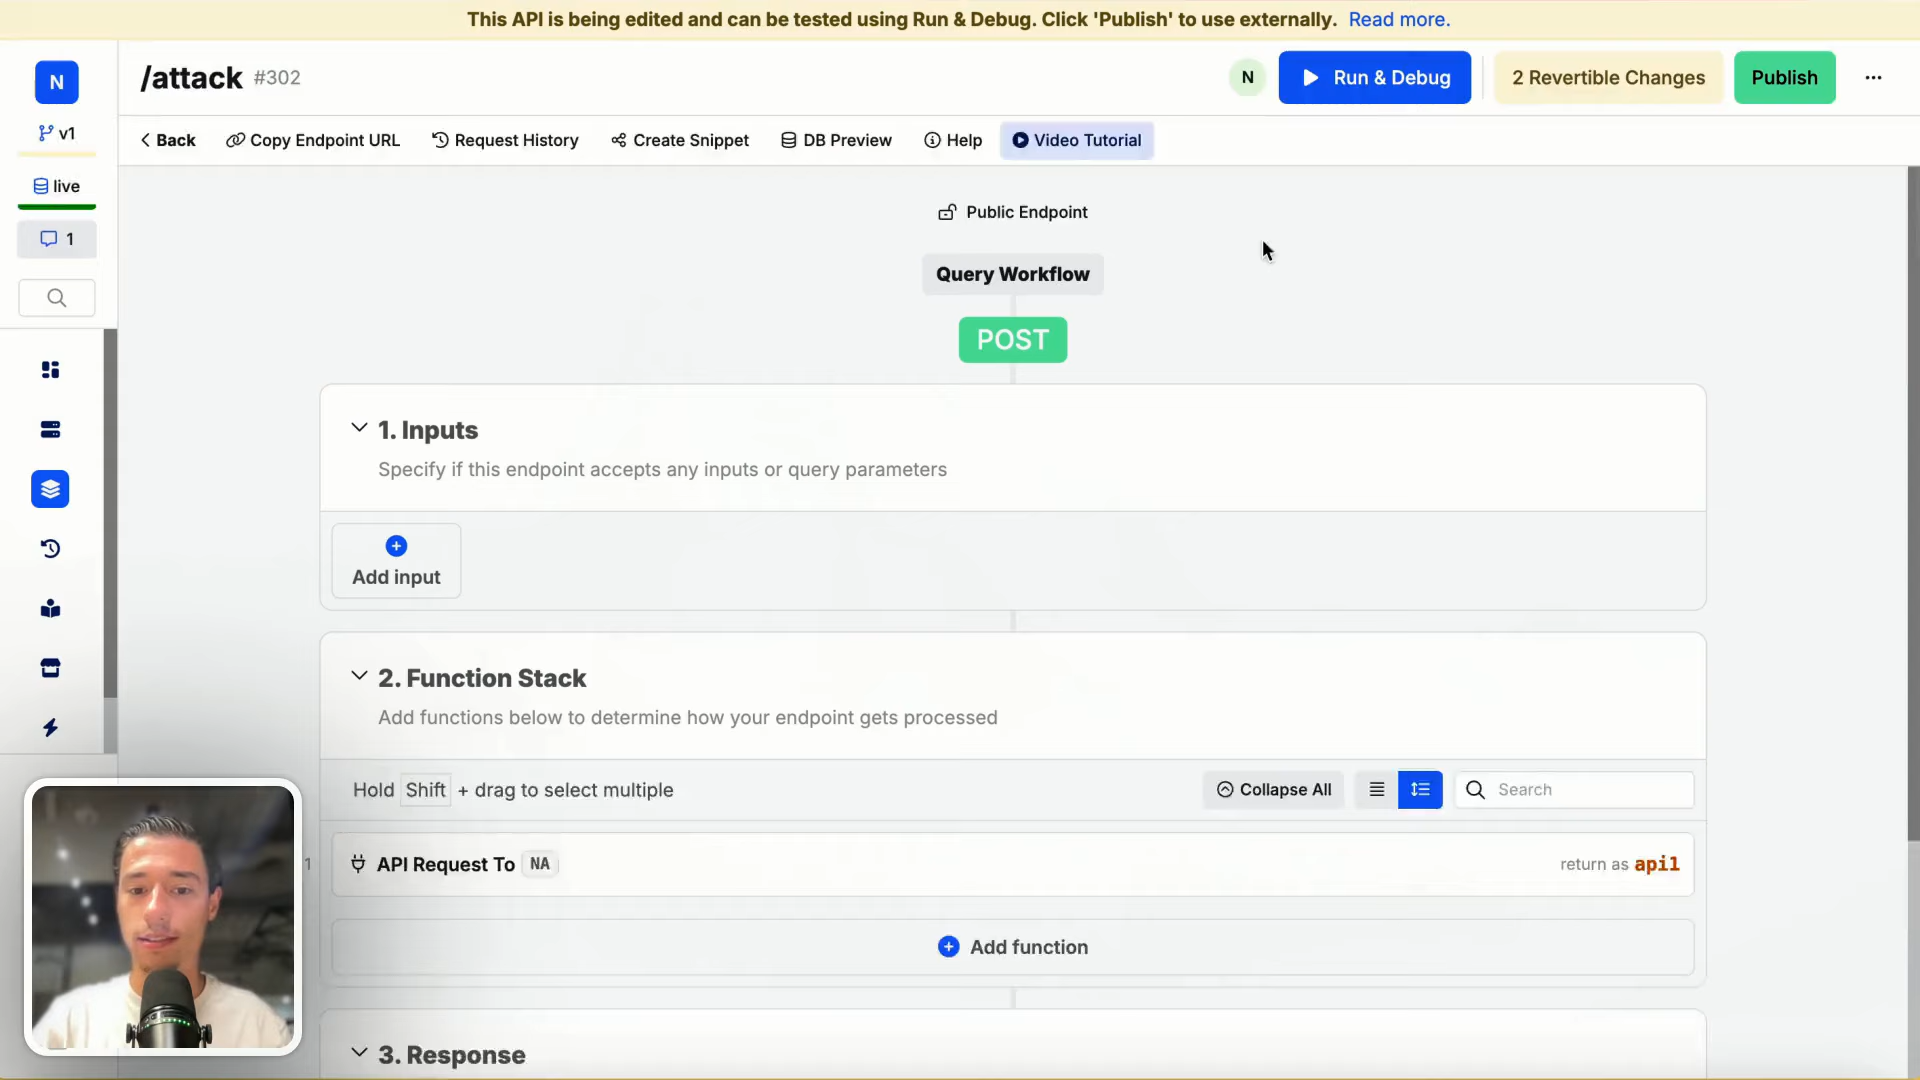 This API is being edited and can be tested using Run & Debug. Click 'Publish' to use externally. Read more.
N
/attack #302
N
Run & Debug
2 Revertible Changes
Publish
v1
Back
Copy Endpoint URL
Request History
Create Snippet
DB Preview
Help
Video Tutorial
live
1
Public Endpoint
Query Workflow
POST
1. Inputs
Specify if this endpoint accepts any inputs or query parameters
Add input
2. Function Stack
Add functions below to determine how your endpoint gets processed
Hold Shift + drag to select multiple
Collapse All
Search
1
API Request To NA
return as api1
Add function
3. Response